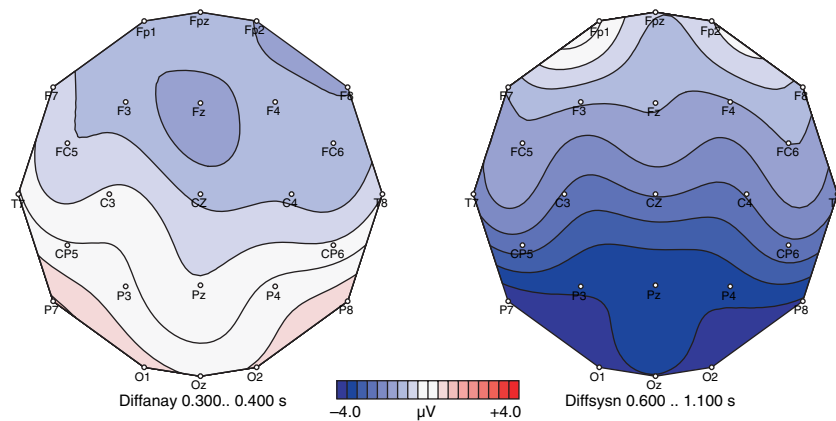 Fpz Fpz
Fp1 Fp2 Fp1 Fp2
F7 F8 F7 F8
F3 Fz F4 F3 Fz F4
FC5 FC6 FC5 FC6
T7 C3 CZ C4 T8 T7 C3 CZ C4 T
CP5 CP6 CP5 CP6
P7 P3 Pz P4 P8 P7 P3 Pz P4 P8
O1 Oz O2 O1 Oz O2
Diffanay 0.300.. 0.400 s Diffsysn 0.600 .. 1.100 s
–4.0 µV +4.0